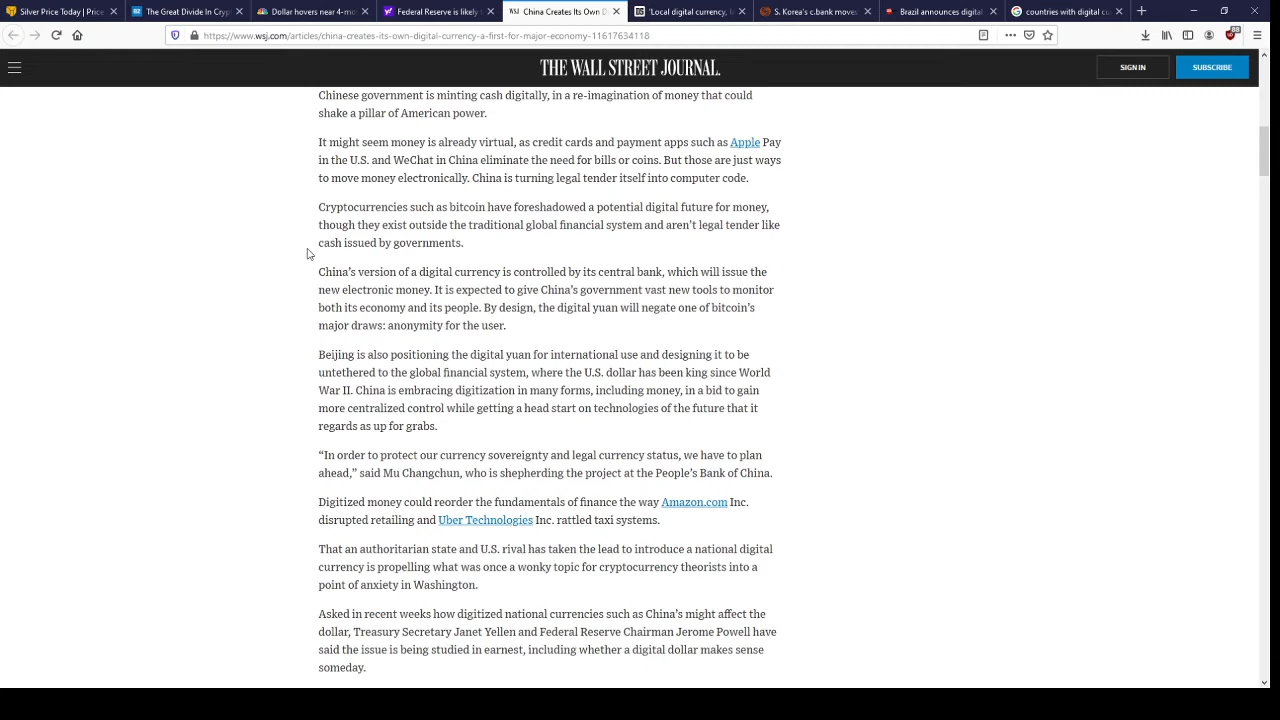 Silver Price Today | Price
The Great Divide In Cryp
Dollar hovers near 4-mo
Federal Reserve is likely
China Creates Its Own D
'Local digital currency, l
S. Korea's c.bank moves
Brazil announces digital
countries with digital cu
https://www.wsj.com/articles/china-creates-its-own-digital-currency-a-first-for-major-economy-11617634118
88
THE WALL STREET JOURNAL.
SIGN IN
SUBSCRIBE
Chinese government is minting cash digitally, in a re-imagination of money that could
shake a pillar of American power.
It might seem money is already virtual, as credit cards and payment apps such as Apple Pay
in the U.S. and WeChat in China eliminate the need for bills or coins. But those are just ways
to move money electronically. China is turning legal tender itself into computer code.
Cryptocurrencies such as bitcoin have foreshadowed a potential digital future for money,
though they exist outside the traditional global financial system and aren't legal tender like
cash issued by governments.
China's version of a digital currency is controlled by its central bank, which will issue the
new electronic money. It is expected to give China's government vast new tools to monitor
both its economy and its people. By design, the digital yuan will negate one of bitcoin's
major draws: anonymity for the user.
Beijing is also positioning the digital yuan for international use and designing it to be
untethered to the global financial system, where the U.S. dollar has been king since World
War II. China is embracing digitization in many forms, including money, in a bid to gain
more centralized control while getting a head start on technologies of the future that it
regards as up for grabs.
“In order to protect our currency sovereignty and legal currency status, we have to plan
ahead,” said Mu Changchun, who is shepherding the project at the People's Bank of China.
Digitized money could reorder the fundamentals of finance the way Amazon.com Inc.
disrupted retailing and Uber Technologies Inc. rattled taxi systems.
That an authoritarian state and U.S. rival has taken the lead to introduce a national digital
currency is propelling what was once a wonky topic for cryptocurrency theorists into a
point of anxiety in Washington.
Asked in recent weeks how digitized national currencies such as China's might affect the
dollar, Treasury Secretary Janet Yellen and Federal Reserve Chairman Jerome Powell have
said the issue is being studied in earnest, including whether a digital dollar makes sense
someday.